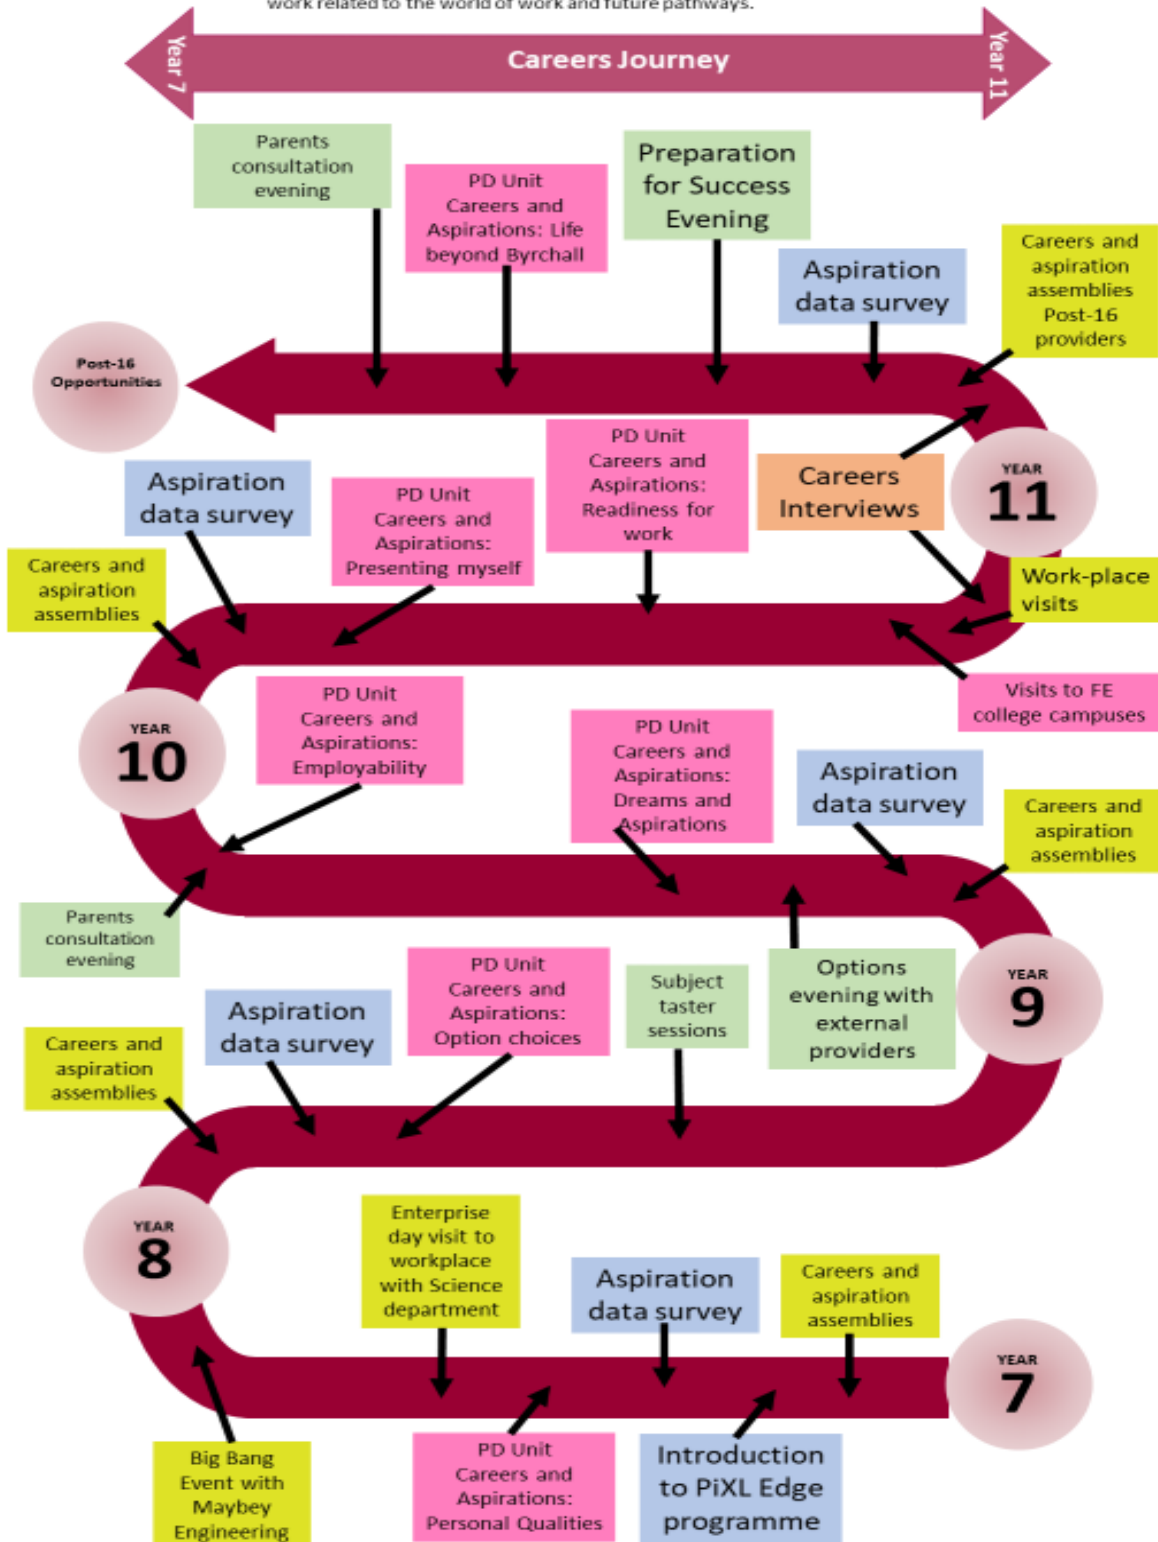 work related to the world of work and future pathways.
Year 7
Careers Journey
Year 11
Parents
consultation
evening
PD Unit
Careers and
Aspirations: Life
beyond Byrchall
Preparation
for Success
Evening
Aspiration
data survey
Careers and
aspiration
assemblies
Post-16
providers
Post-16
Opportunities
PD Unit
Careers and
Aspirations:
Readiness for
work
Careers
Interviews
YEAR
11
Aspiration
data survey
PD Unit
Careers and
Aspirations:
Presenting myself
Careers and
aspiration
assemblies
Work-place
visits
Visits to FE
college campuses
YEAR
10
PD Unit
Careers and
Aspirations:
Employability
PD Unit
Careers and
Aspirations:
Dreams and
Aspirations
Aspiration
data survey
Careers and
aspiration
assemblies
Parents
consultation
evening
YEAR
9
Options
evening with
external
providers
Subject
taster
sessions
PD Unit
Careers and
Aspirations:
Option choices
Aspiration
data survey
Careers and
aspiration
assemblies
YEAR
8
Enterprise
day visit to
workplace
with Science
department
Aspiration
data survey
Careers and
aspiration
assemblies
YEAR
7
Big Bang
Event with
Maybey
Engineering
PD Unit
Careers and
Aspirations:
Personal Qualities
Introduction
to PiXL Edge
programme